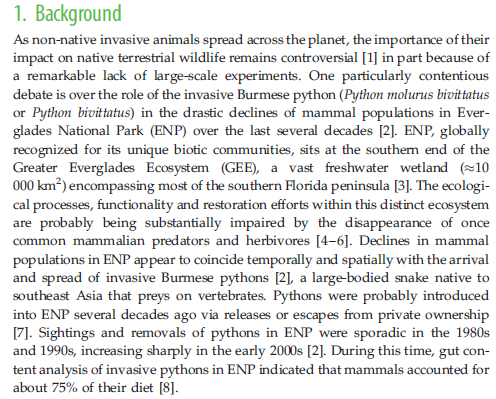 1. Background
As non-native invasive animals spread across the planet, the importance of their
impact on native terrestrial wildlife remains controversial [1] in part because of
a remarkable lack of large-scale experiments. One particularly contentious
debate is over the role of the invasive Burmese python (Python molurus bivittatus
or Python bivittatus) in the drastic declines of mammal populations in Ever-
glades National Park (ENP) over the last several decades [2]. ENP, globally
recognized for its unique biotic communities, sits at the southern end of the
Greater Everglades Ecosystem (GEE), a vast freshwater wetland (≈10
000 km²) encompassing most of the southern Florida peninsula [3]. The ecologi-
cal processes, functionality and restoration efforts within this distinct ecosystem
are probably being substantially impaired by the disappearance of once
common mammalian predators and herbivores [4–6]. Declines in mammal
populations in ENP appear to coincide temporally and spatially with the arrival
and spread of invasive Burmese pythons [2], a large-bodied snake native to
southeast Asia that preys on vertebrates. Pythons were probably introduced
into ENP several decades ago via releases or escapes from private ownership
[7]. Sightings and removals of pythons in ENP were sporadic in the 1980s
and 1990s, increasing sharply in the early 2000s [2]. During this time, gut con-
tent analysis of invasive pythons in ENP indicated that mammals accounted for
about 75% of their diet [8].